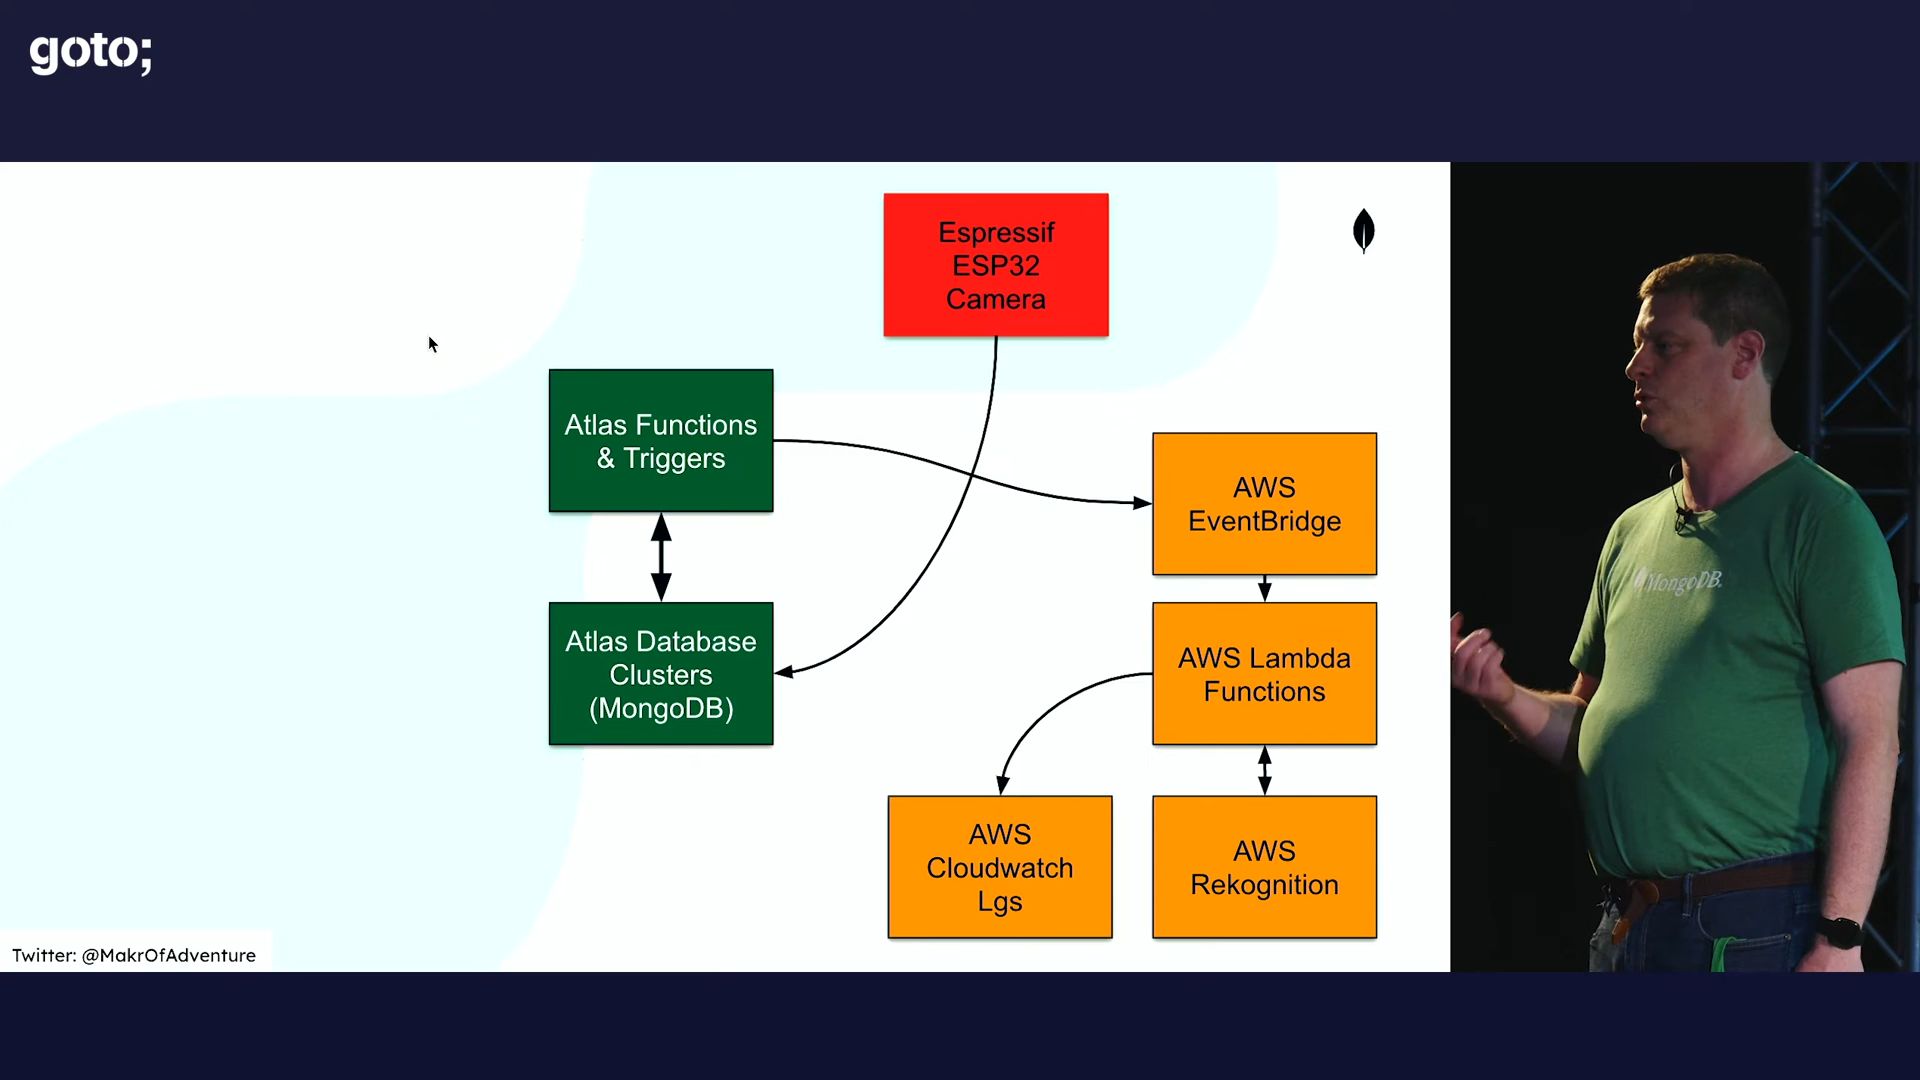 goto;
Espressif
ESP32
Camera
Atlas Functions
& Triggers
AWS
EventBridge
Atlas Database
Clusters
(MongoDB)
AWS Lambda
Functions
AWS
Cloudwatch
Lgs
AWS
Rekognition
MongoDB.
Twitter: @MakrOfAdventure